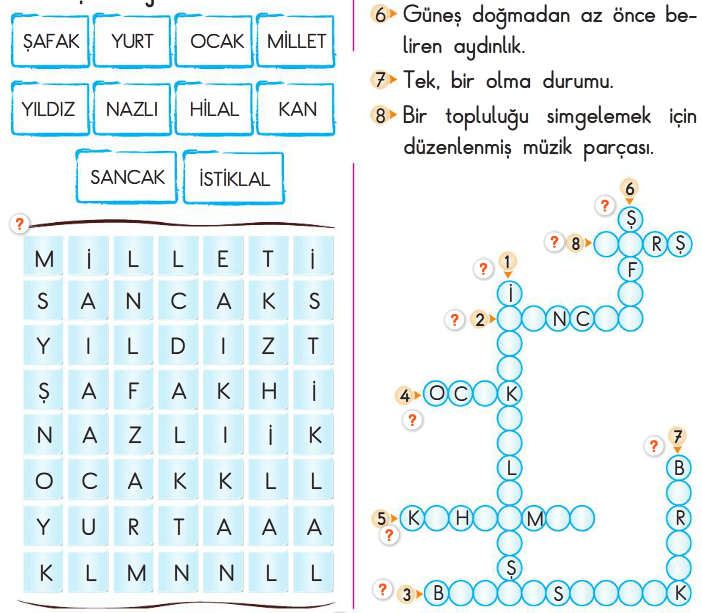 ŞAFAK YURT OCAK MİLLET
YILDIZ NAZLI HİLAL KAN
SANCAK İSTİKLAL
?
M İ L L E T İ
S A N C A K S
Y I L D I Z T
Ş A F A K H İ
N A Z L I İ K
O C A K K L L
Y U R T A A A
K L M N N L L
6 Güneş doğmadan az önce be-
liren aydınlık.
7 Tek, bir olma durumu.
8 Bir topluluğu simgelemek için
düzenlenmiş müzik parçası.
6
? Ş
? 8 R Ş
1
? F
İ
? 2 N C
4 O C K
?
7
?
L B
5 K H M R
?
Ş
? 3 B S K